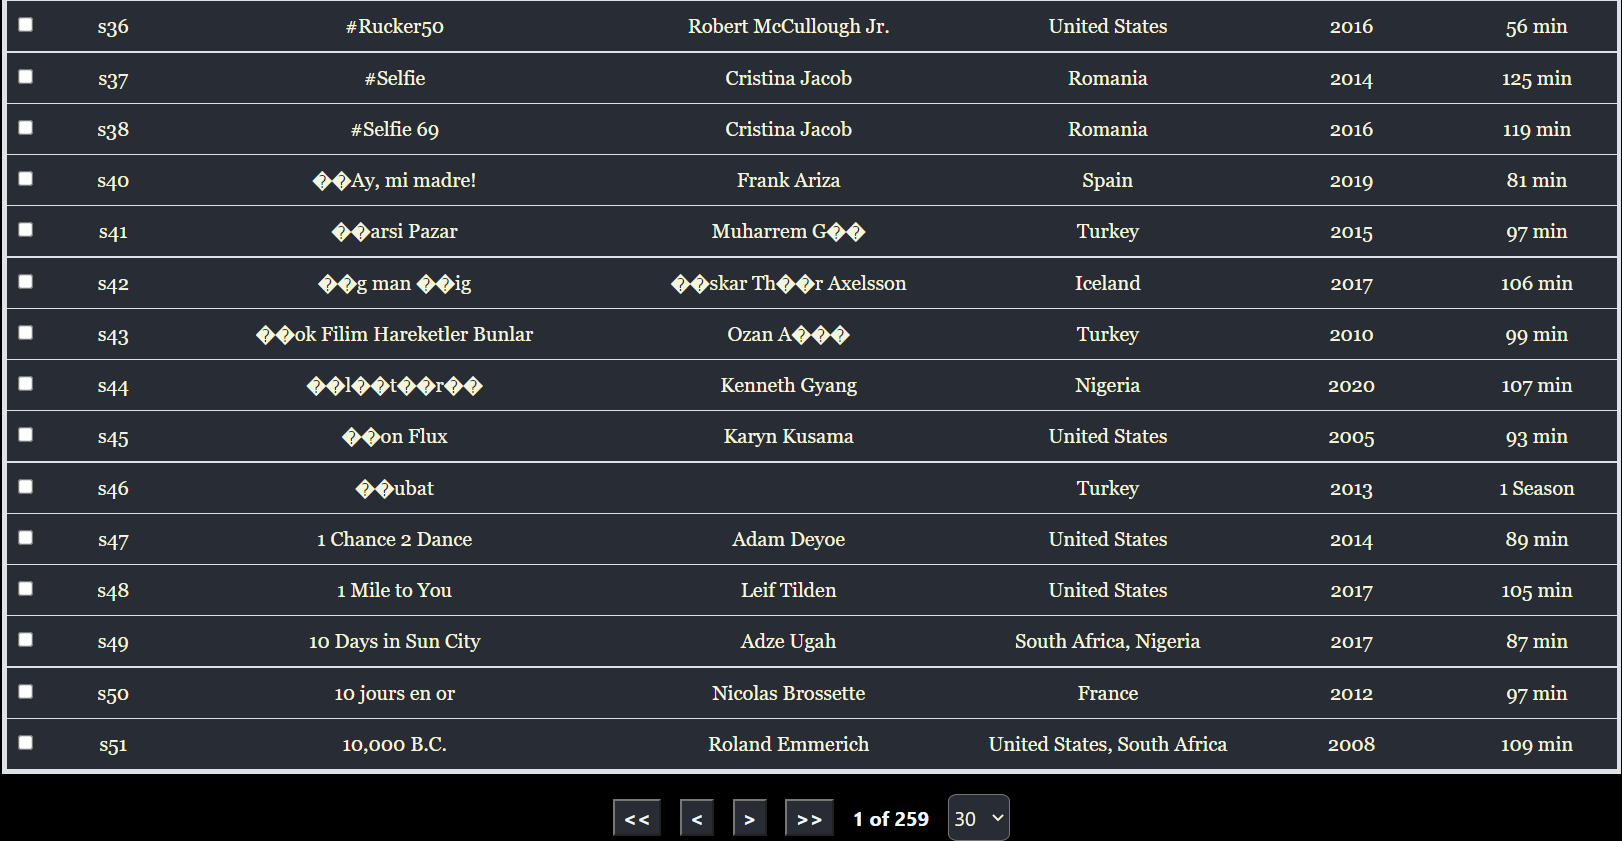 s36 #Rucker50 Robert McCullough Jr. United States 2016 56 min
s37 #Selfie Cristina Jacob Romania 2014 125 min
s38 #Selfie 69 Cristina Jacob Romania 2016 119 min
s40 ��Ay, mi madre! Frank Ariza Spain 2019 81 min
s41 ��arsi Pazar Muharrem G�� Turkey 2015 97 min
s42 ��g man ��ig ��skar Th��r Axelsson Iceland 2017 106 min
s43 ��ok Filim Hareketler Bunlar Ozan A��� Turkey 2010 99 min
s44 ��l��t��r�� Kenneth Gyang Nigeria 2020 107 min
s45 ��on Flux Karyn Kusama United States 2005 93 min
s46 ��ubat Turkey 2013 1 Season
s47 1 Chance 2 Dance Adam Deyoe United States 2014 89 min
s48 1 Mile to You Leif Tilden United States 2017 105 min
s49 10 Days in Sun City Adze Ugah South Africa, Nigeria 2017 87 min
s50 10 jours en or Nicolas Brossette France 2012 97 min
s51 10,000 B.C. Roland Emmerich United States, South Africa 2008 109 min
<< < > >> 1 of 259 30